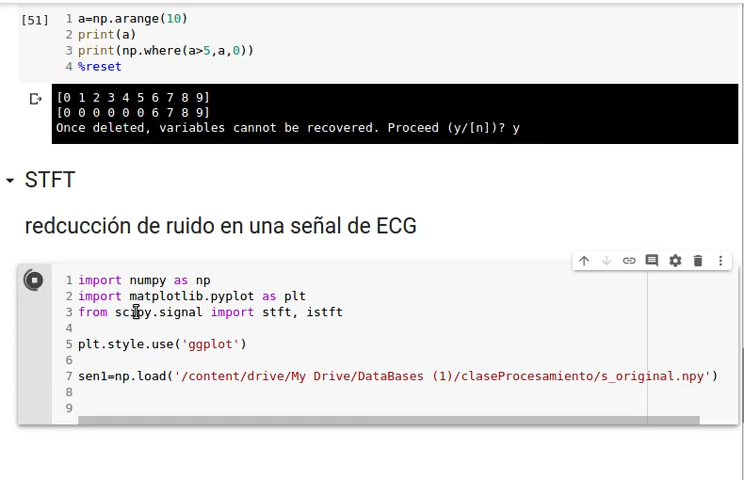 [51]
1 a=np.arange(10)
2 print(a)
3 print(np.where(a>5,a,0))
4 %reset
[0 1 2 3 4 5 6 7 8 9]
[0 0 0 0 0 0 6 7 8 9]
Once deleted, variables cannot be recovered. Proceed (y/[n])? y
STFT
redcucción de ruido en una señal de ECG
1 import numpy as np
2 import matplotlib.pyplot as plt
3 from scipy.signal import stft, istft
4
5 plt.style.use('ggplot')
6
7 sen1=np.load('/content/drive/My Drive/DataBases (1)/claseProcesamiento/s_original.npy')
8
9